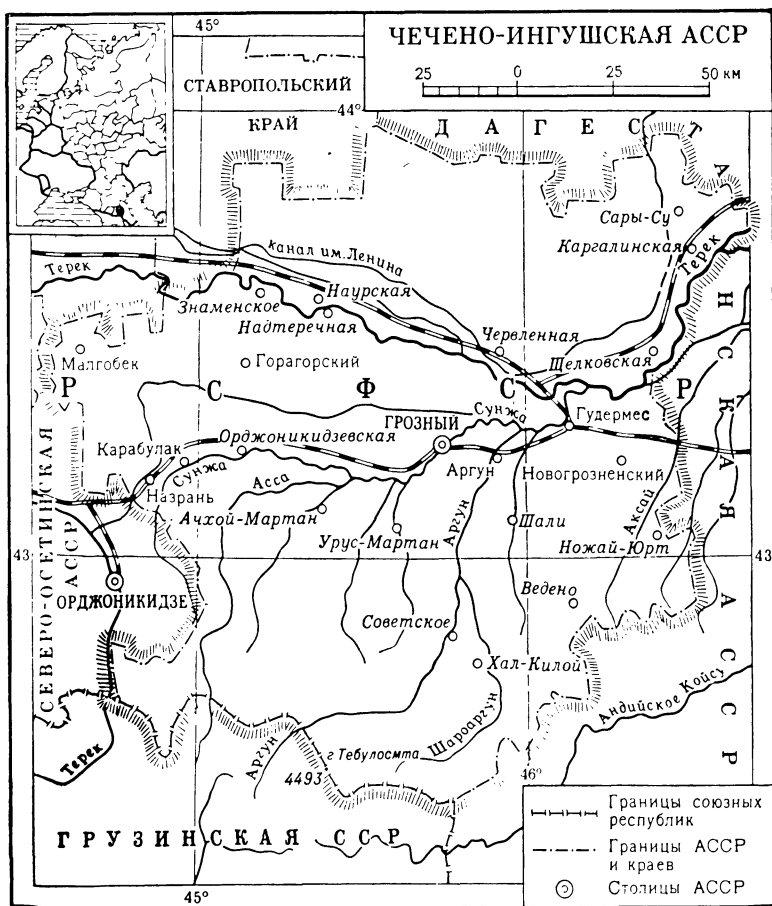 ЧЕЧЕНО-ИНГУШСКАЯ АССР
25 0 25 50 км
45°
44°
СТАВРОПОЛЬСКИЙ
КРАЙ
ДАГЕСТАНСКАЯ АССР
Сары-Су
Каргалинская
Терек
канал им. Ленина
Терек
Наурская
Знаменское
Надтеречная
Червленная
Щелковская
Малгобек
Горагорский
РСФСР
ГРОЗНЫЙ
Сунжа
Гудермес
Орджоникидзевская
Карабулак
Сунжа
Аргун
Новогрозненский
Назрань
Асса
Ачхой-Мартан
Урус-Мартан
Аргун
Шали
Аксай
Ножай-Юрт
43
43°
СЕВЕРО-ОСЕТИНСКАЯ
АССР
ОРДЖОНИКИДЗЕ
Ведено
Советское
Хал-Килой
Андийское Койсу
Шароаргун
Аргун
г Тебулосмта
4493
Терек
46°
ГРУЗИНСКАЯ ССР
45°
Границы союзных
республик
Границы АССР
и краев
Столицы АССР